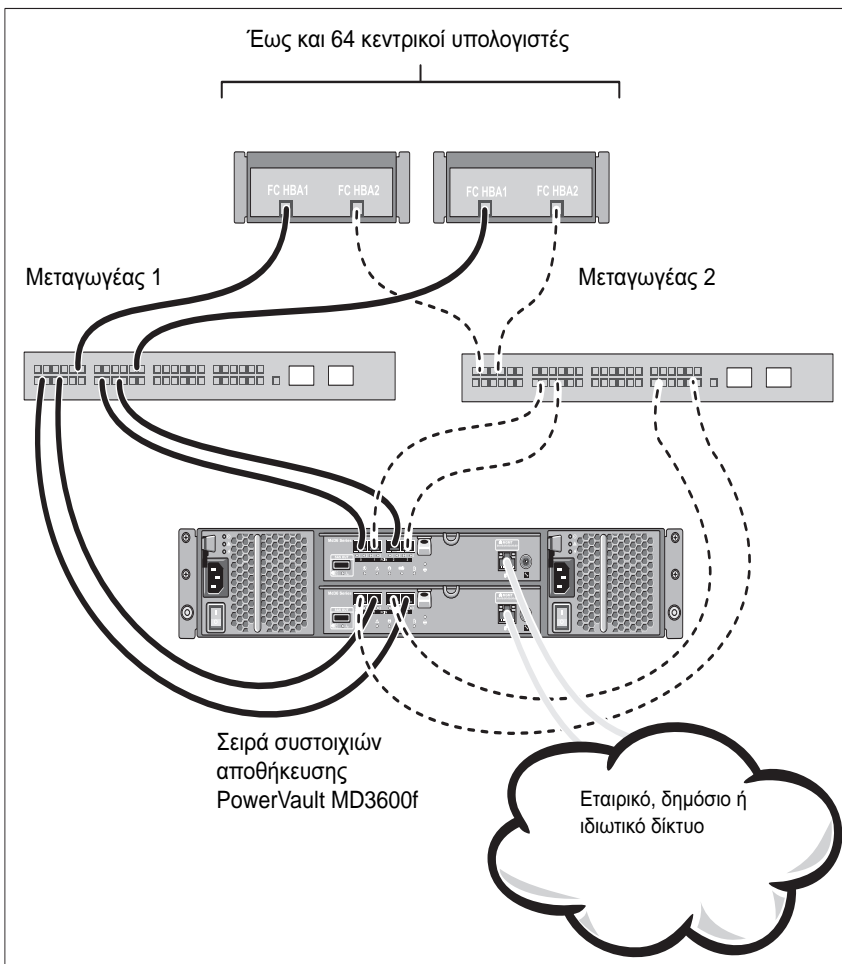 Έως και 64 κεντρικοί υπολογιστές
FC HBA1
FC HBA2
FC HBA1
FC HBA2
Μεταγωγέας 1
Μεταγωγέας 2
Σειρά συστοιχιών
αποθήκευσης
PowerVault MD3600f
Εταιρικό, δημόσιο ή
ιδιωτικό δίκτυο